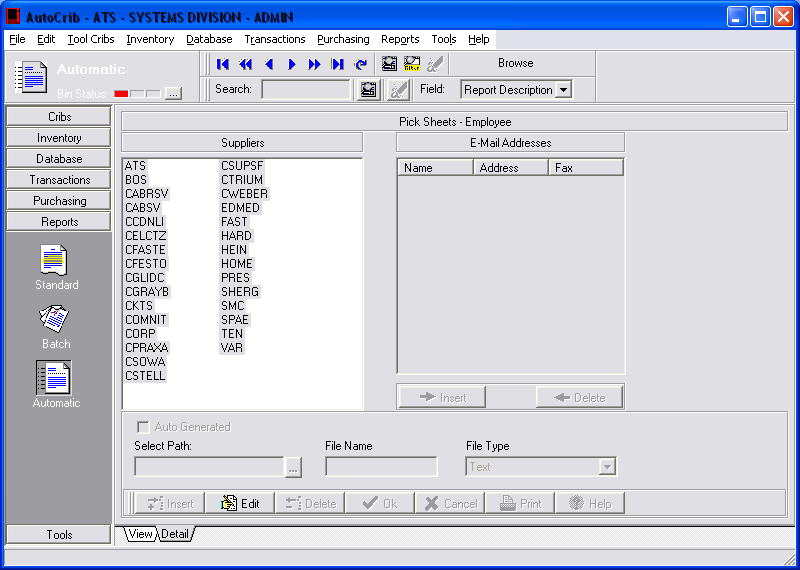 AutoCrib - ATS - SYSTEMS DIVISION - ADMIN
File Edit Tool Cribs Inventory Database Transactions Purchasing Reports Tools Help
Automatic
Bin Status: ...
Filter
Browse
Search: Field: Report Description
Cribs
Inventory
Database
Transactions
Purchasing
Reports
Standard
Batch
Automatic
Tools
Pick Sheets - Employee
Suppliers
ATS CSUPSF
BOS CTRIUM
CABRSV CWEBER
CABSV EDMED
CCDNLI FAST
CELCTZ HARD
CFASTE HEIN
CFESTO HOME
CGLIDC PRES
CGRAYB SHERG
CKTS SMC
COMNIT SPAE
CORP TEN
CPRAXA VAR
CSOWA
CSTELL
E-Mail Addresses
Name Address Fax
Insert Delete
Auto Generated
Select Path: File Name File Type
... Text
Insert Edit Delete Ok Cancel Print Help
View Detail